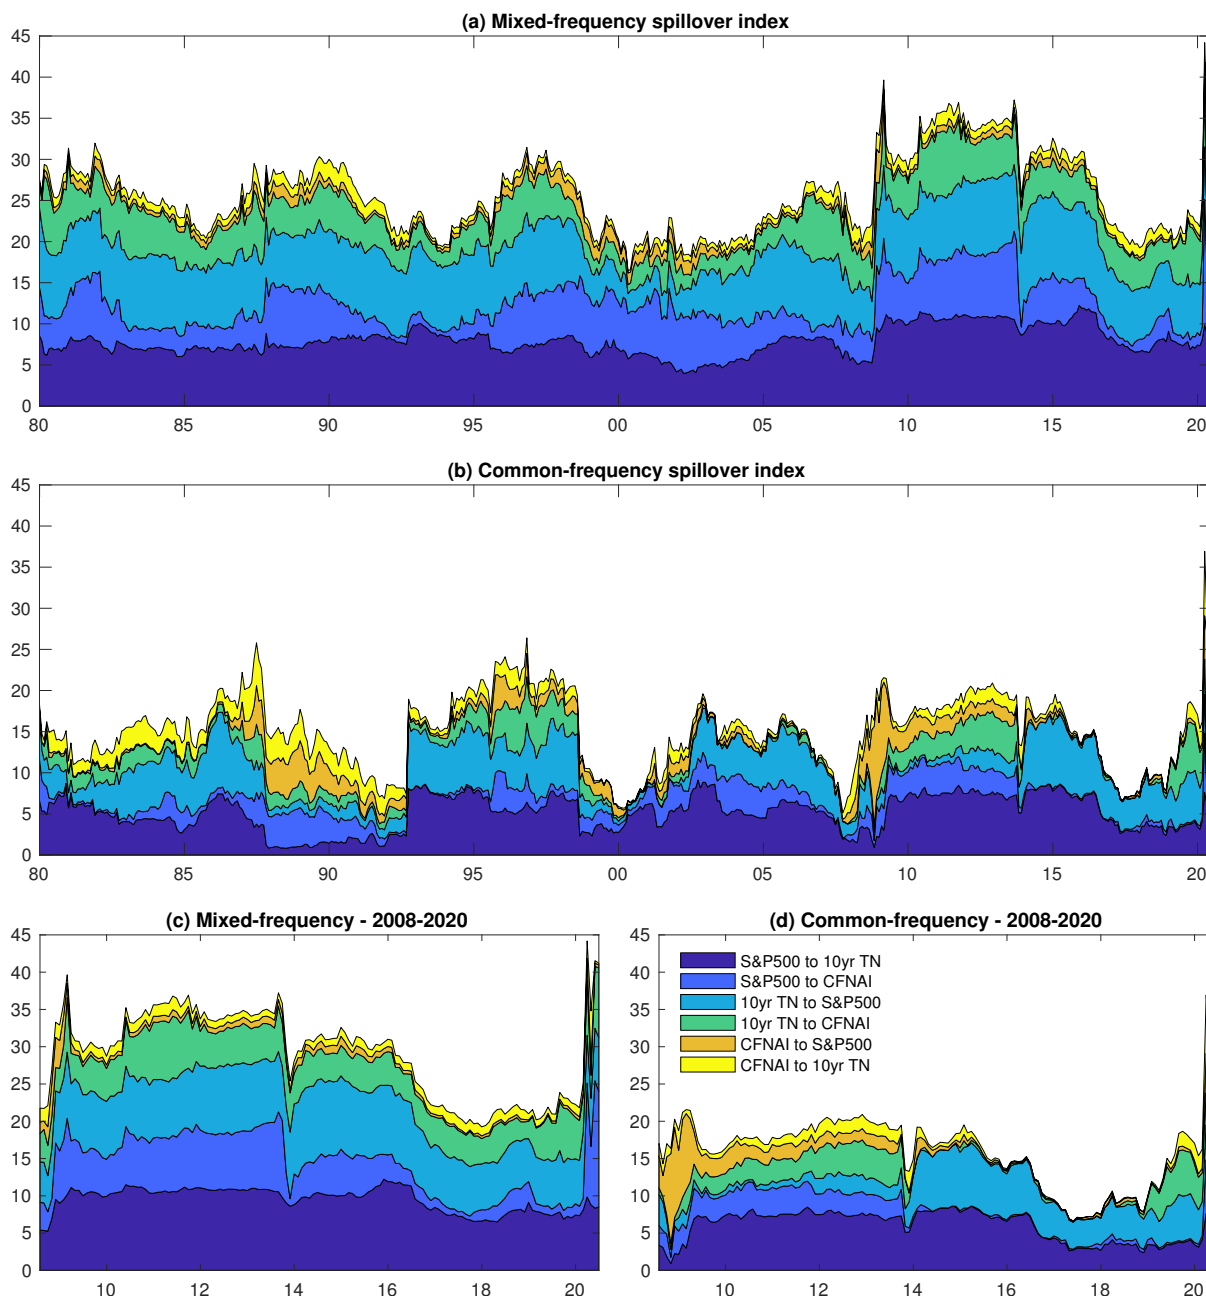 (a) Mixed-frequency spillover index
45
40
35
30
25
20
15
10
5
0
80 85 90 95 00 05 10 15 20
(b) Common-frequency spillover index
45
40
35
30
25
20
15
10
5
0
80 85 90 95 00 05 10 15 20
(c) Mixed-frequency - 2008-2020
45
40
35
30
25
20
15
10
5
0
10 12 14 16 18 20
(d) Common-frequency - 2008-2020
45
40
35
30
25
20
15
10
5
0
S&P500 to 10yr TN
S&P500 to CFNAI
10yr TN to S&P500
10yr TN to CFNAI
CFNAI to S&P500
CFNAI to 10yr TN
10 12 14 16 18 20